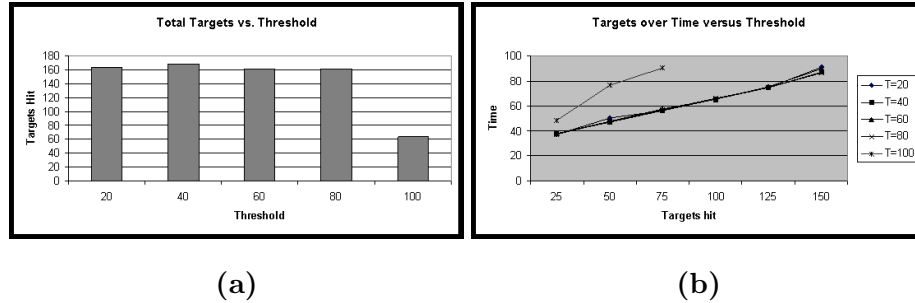 Total Targets vs. Threshold
Targets Hit
180
160
140
120
100
80
60
40
20
0
20 40 60 80 100
Threshold
Targets over Time versus Threshold
Time
100
80
60
40
20
0
25 50 75 100 125 150
Targets hit
T=20
T=40
T=60
T=80
T=100
(a)
(b)